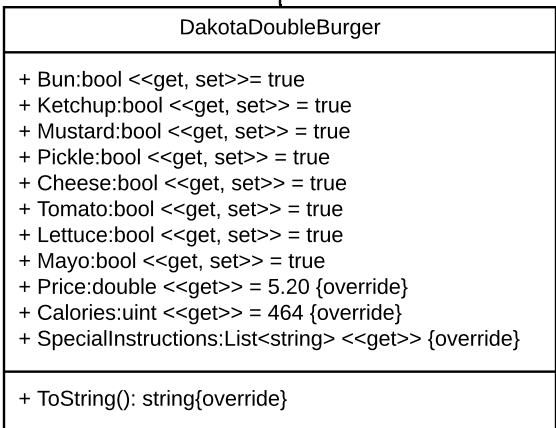 DakotaDoubleBurger
+ Bun:bool <<get, set>>= true
+ Ketchup:bool <<get, set>> = true
+ Mustard:bool <<get, set>> = true
+ Pickle:bool <<get, set>> = true
+ Cheese:bool <<get, set>> = true
+ Tomato:bool <<get, set>> = true
+ Lettuce:bool <<get, set>> = true
+ Mayo:bool <<get, set>> = true
+ Price:double <<get>> = 5.20 {override}
+ Calories:uint <<get>> = 464 {override}
+ SpecialInstructions:List<string> <<get>> {override}
+ ToString(): string{override}